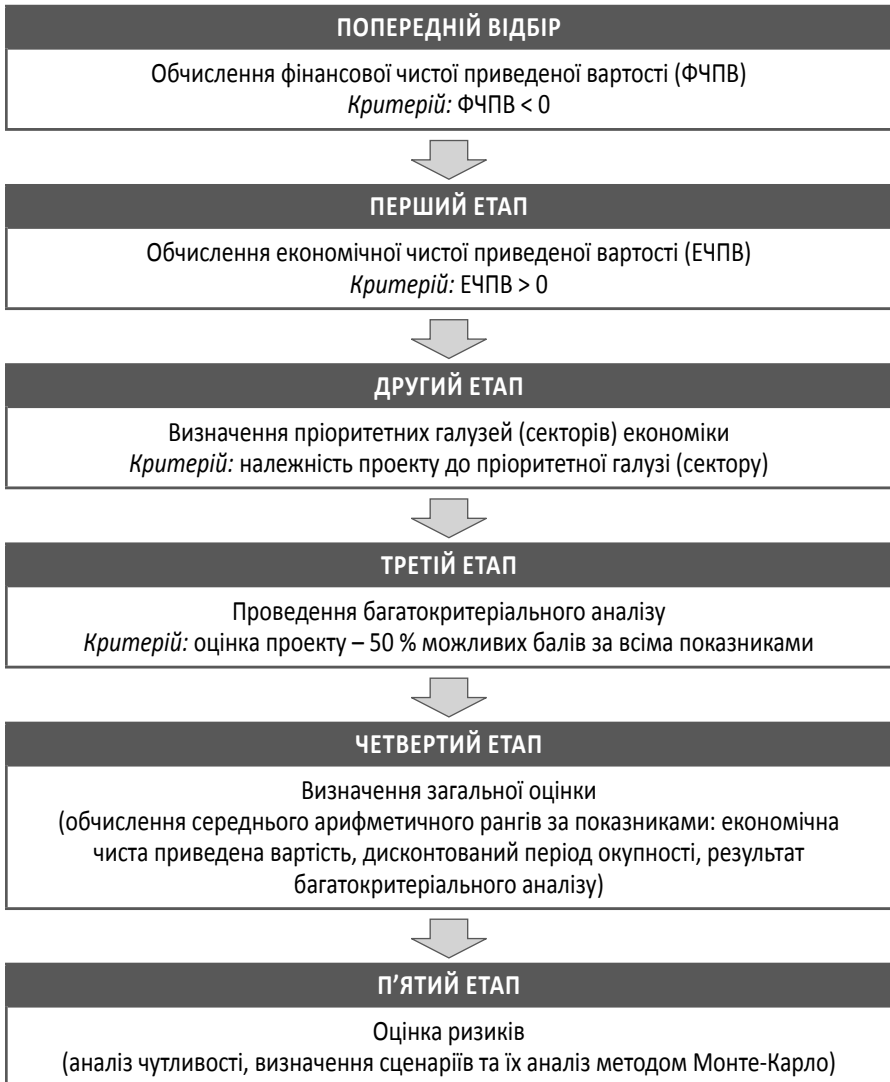 ПОПЕРЕДНІЙ ВІДБІР
Обчислення фінансової чистої приведеної вартості (ФЧПВ)
Критерій: ФЧПВ < 0
ПЕРШИЙ ЕТАП
Обчислення економічної чистої приведеної вартості (ЕЧПВ)
Критерій: ЕЧПВ > 0
ДРУГИЙ ЕТАП
Визначення пріоритетних галузей (секторів) економіки
Критерій: належність проекту до пріоритетної галузі (сектору)
ТРЕТІЙ ЕТАП
Проведення багатокритеріального аналізу
Критерій: оцінка проекту – 50 % можливих балів за всіма показниками
ЧЕТВЕРТИЙ ЕТАП
Визначення загальної оцінки
(обчислення середнього арифметичного рангів за показниками: економічна
чиста приведена вартість, дисконтований період окупності, результат
багатокритеріального аналізу)
П’ЯТИЙ ЕТАП
Оцінка ризиків
(аналіз чутливості, визначення сценаріїв та їх аналіз методом Монте-Карло)